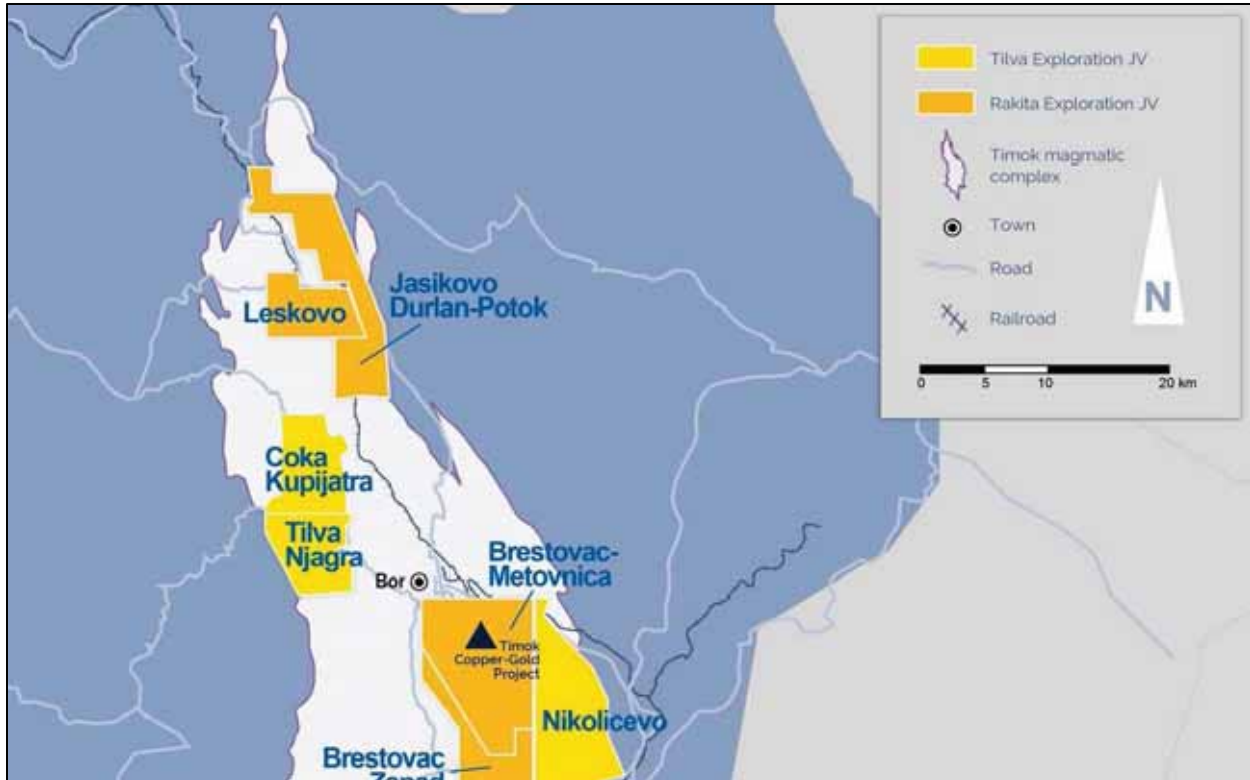 Tilva Exploration JV
Rakita Exploration JV
Timok magmatic
complex
Town
Road
Railroad
N
0 5 10 20 km
Jasikovo
Durlan-Potok
Leskovo
Coka
Kupijatra
Tilva
Njagra
Bor
Brestovac-
Metovnica
Timok
Copper-Gold
Project
Nikolicevo
Brestovac